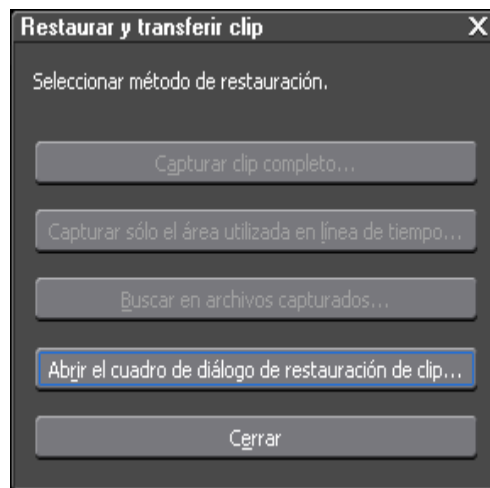 Restaurar y transferir clip X
Seleccionar método de restauración.
Capturar clip completo...
Capturar sólo el área utilizada en línea de tiempo...
Buscar en archivos capturados...
Abrir el cuadro de diálogo de restauración de clip...
Cerrar